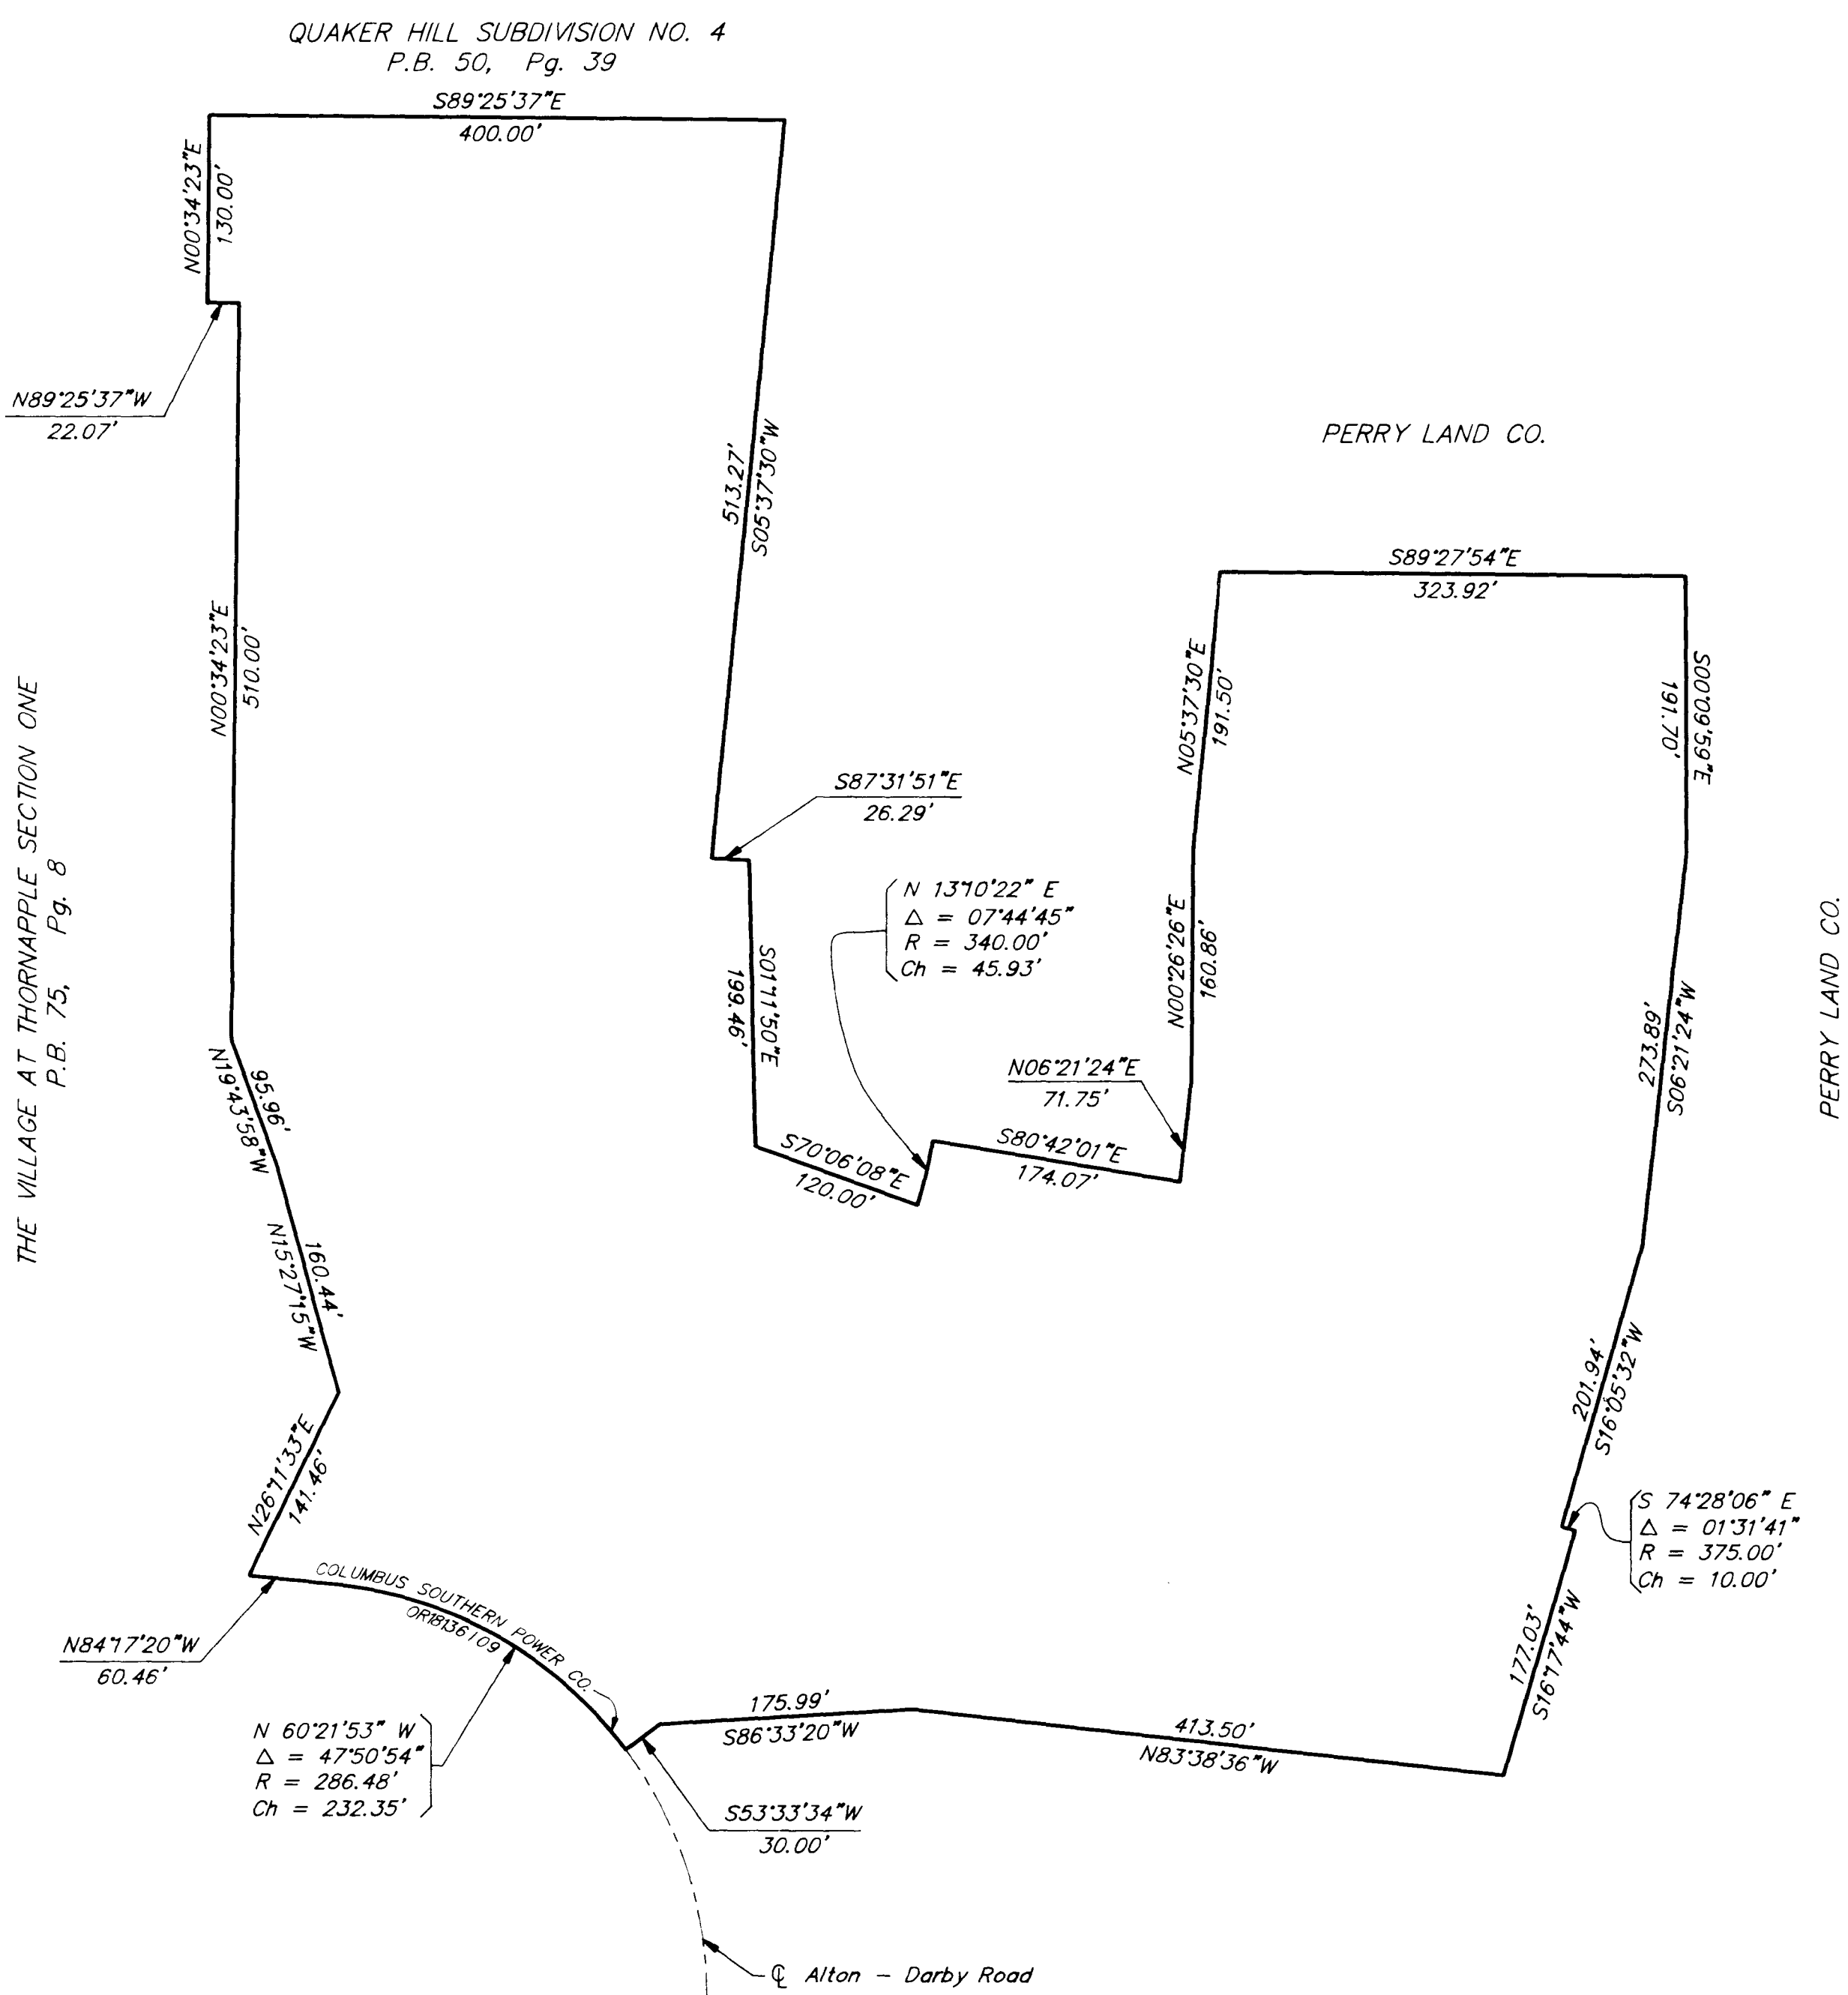 QUAKER HILL SUBDIVISION NO. 4
P.B. 50, Pg. 39
S89°25'37"E
400.00'
N00°34'23"E
130.00'
N89°25'37"W
22.07'
513.27'
S05°37'30"W
PERRY LAND CO.
S89°27'54"E
323.92'
N00°34'23"E
510.00'
N05°37'30"E
191.50'
S00°09'59"E
191.70'
THE VILLAGE AT THORNAPPLE SECTION ONE
P.B. 75, Pg. 8
S87°31'51"E
26.29'
N 13°10'22" E
Δ = 07°44'45"
R = 340.00'
Ch = 45.93'
S01°11'50"E
199.46'
N00°26'26"E
160.86'
PERRY LAND CO.
273.89'
S06°21'24"W
N06°21'24"E
71.75'
95.96'
N19°43'58"W
S70°06'08"E
120.00'
S80°42'01"E
174.07'
160.44'
N15°27'15"W
201.94'
S16°05'32"W
N26°11'33"E
141.46'
S 74°28'06" E
Δ = 01°31'41"
R = 375.00'
Ch = 10.00'
COLUMBUS SOUTHERN POWER CO.
OR18136I09
N84°17'20"W
60.46'
177.03'
S16°17'44"W
175.99'
S86°33'20"W
413.50'
N83°38'36"W
N 60°21'53" W
Δ = 47°50'54"
R = 286.48'
Ch = 232.35'
S53°33'34"W
30.00'
℄ Alton - Darby Road